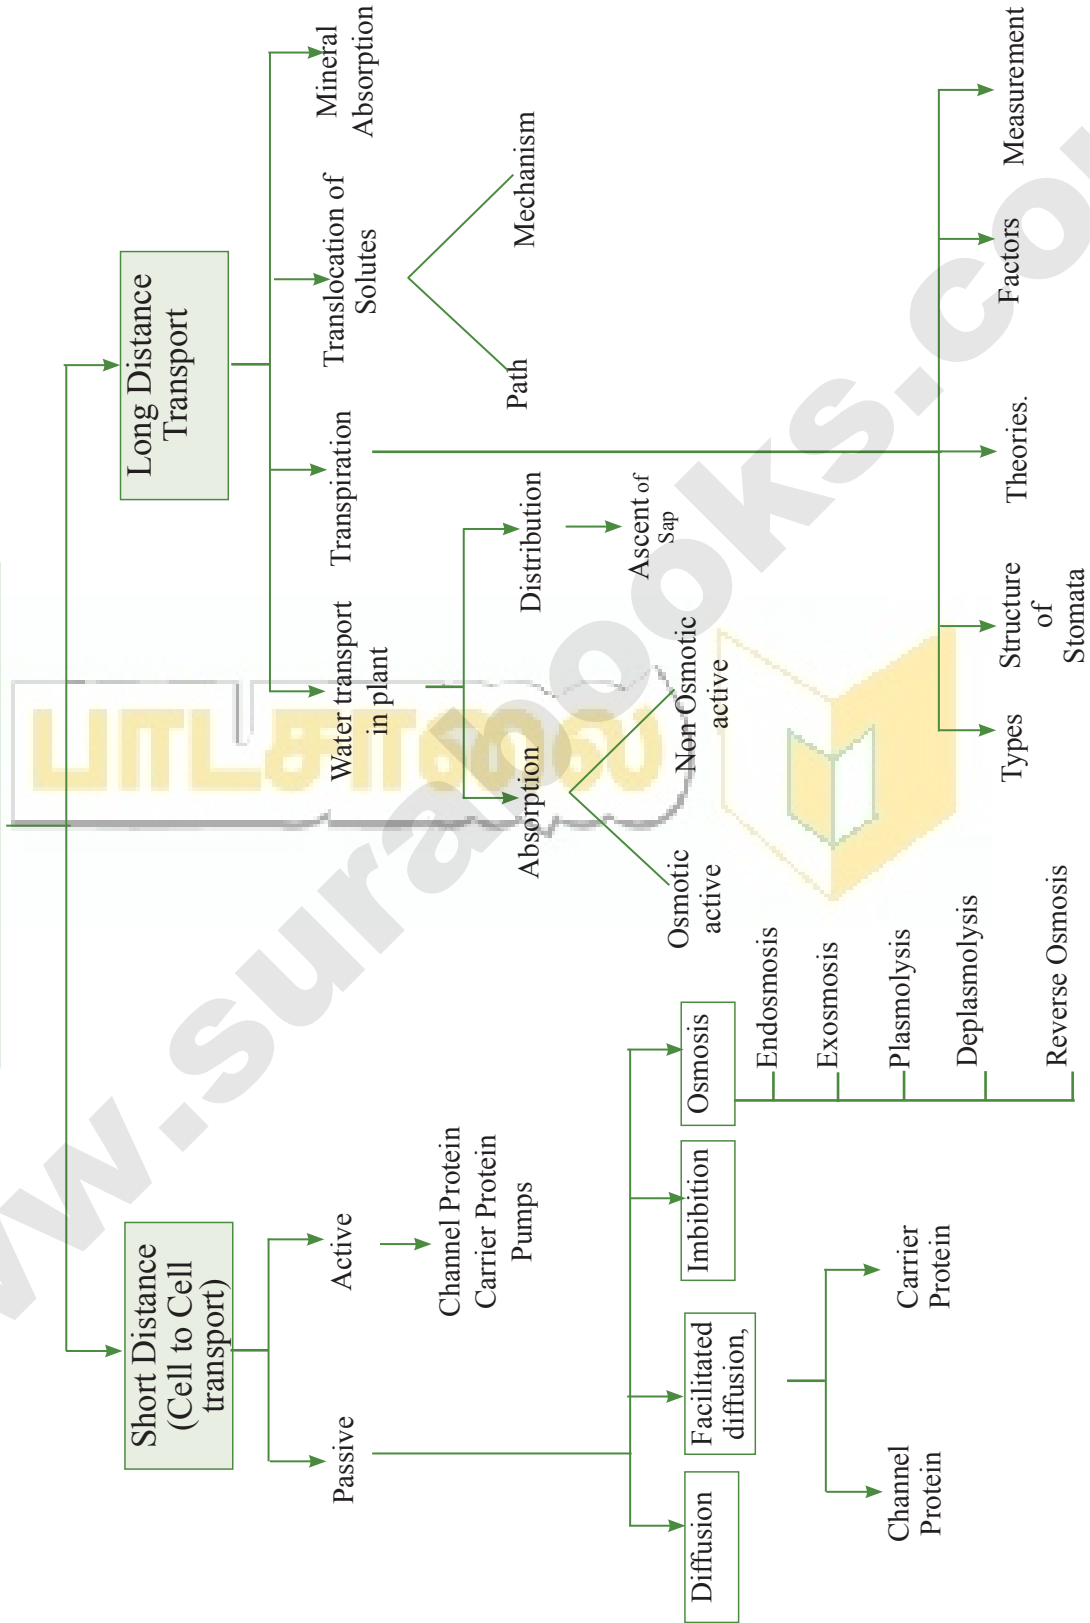 Short Distance
(Cell to Cell
transport)
Long Distance
Transport
Passive
Active
Water transport
in plant
Transpiration
Translocation of
Solutes
Mineral
Absorption
Channel Protein
Carrier Protein
Pumps
Absorption
Distribution
Path
Mechanism
Ascent of
Sap
Osmotic
active
Non Osmotic
active
Diffusion
Facilitated
diffusion,
Imbibition
Osmosis
Endosmosis
Exosmosis
Plasmolysis
Deplasmolysis
Reverse Osmosis
Channel
Protein
Carrier
Protein
Types
Structure
of
Stomata
Theories.
Factors
Measurement
பாடசாலை
www.surabooks.com